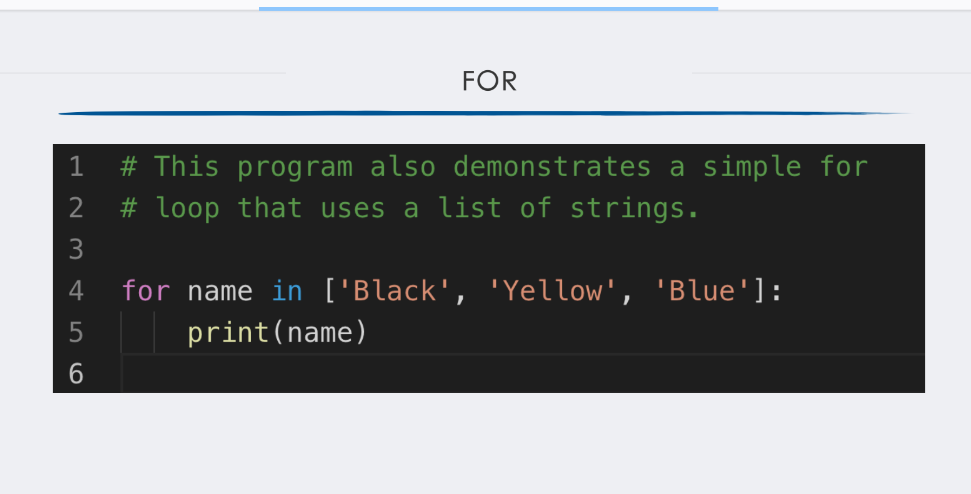 FOR
1 # This program also demonstrates a simple for
2 # loop that uses a list of strings.
3
4 for name in ['Black', 'Yellow', 'Blue']:
5     print(name)
6